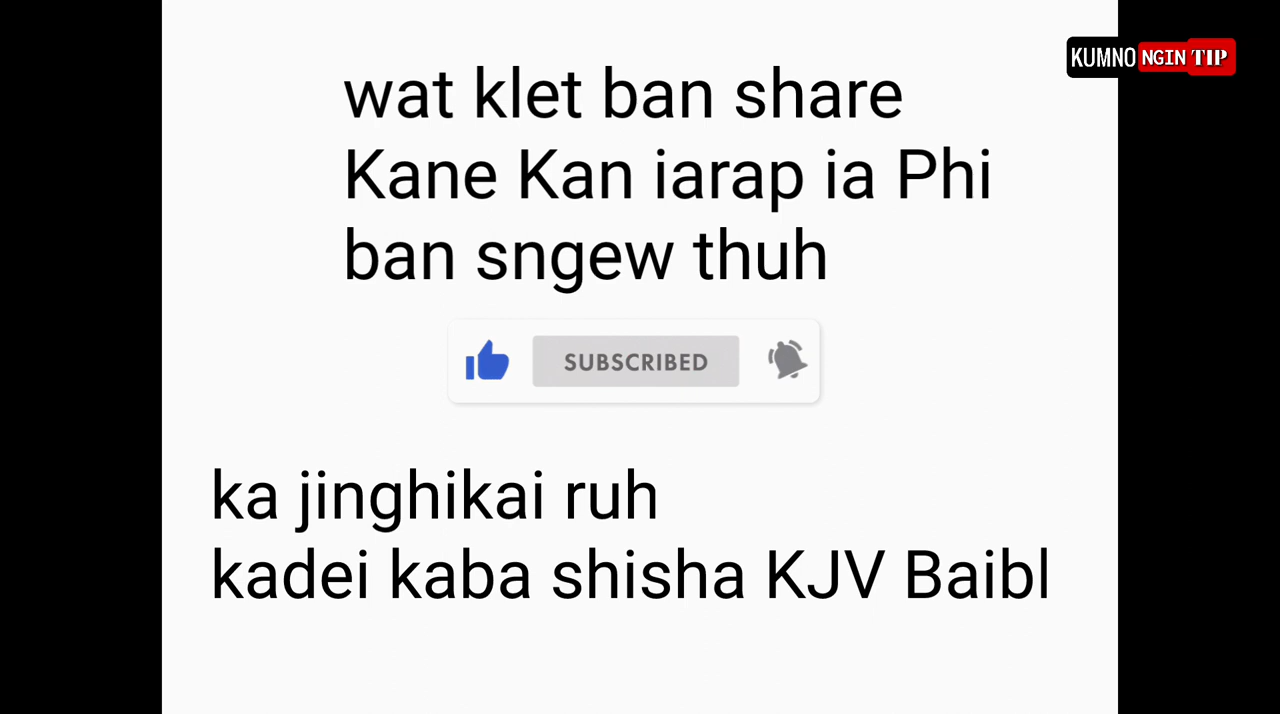 KUMNO NGIN TIP
wat klet ban share
Kane Kan iarap ia Phi
ban sngew thuh
SUBSCRIBED
ka jinghikai ruh
kadei kaba shisha KJV Baibl